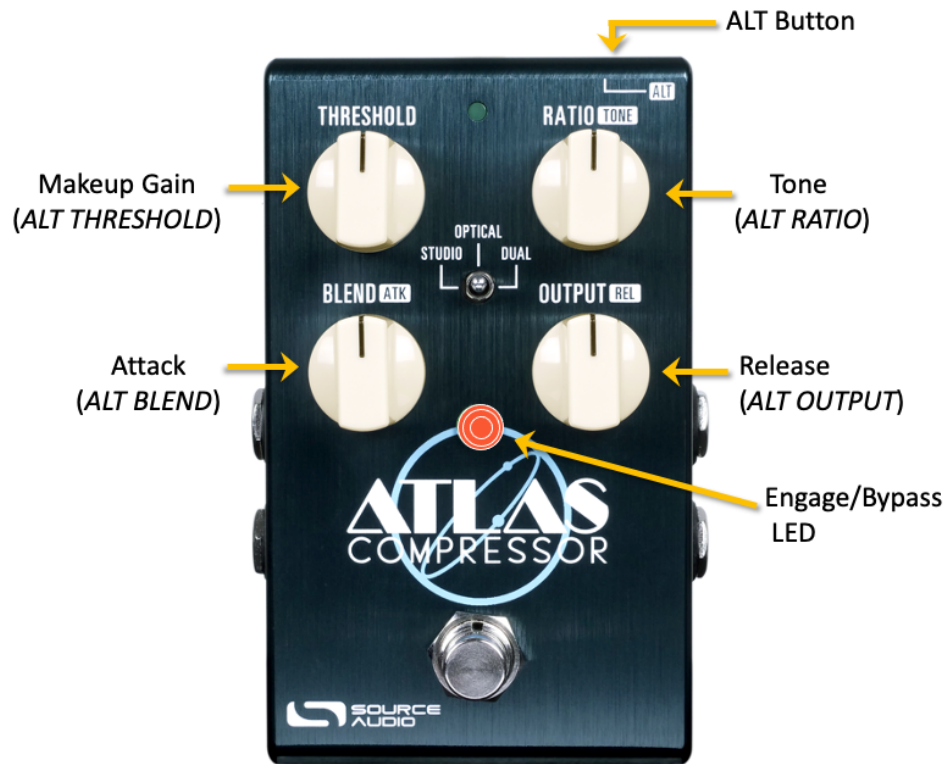 ALT Button
ALT
THRESHOLD
RATIO TONE
Makeup Gain
(ALT THRESHOLD)
Tone
(ALT RATIO)
OPTICAL
STUDIO
DUAL
BLEND ATK
OUTPUT REL
Attack
(ALT BLEND)
Release
(ALT OUTPUT)
Engage/Bypass
LED
ATLAS
COMPRESSOR
SOURCE
AUDIO